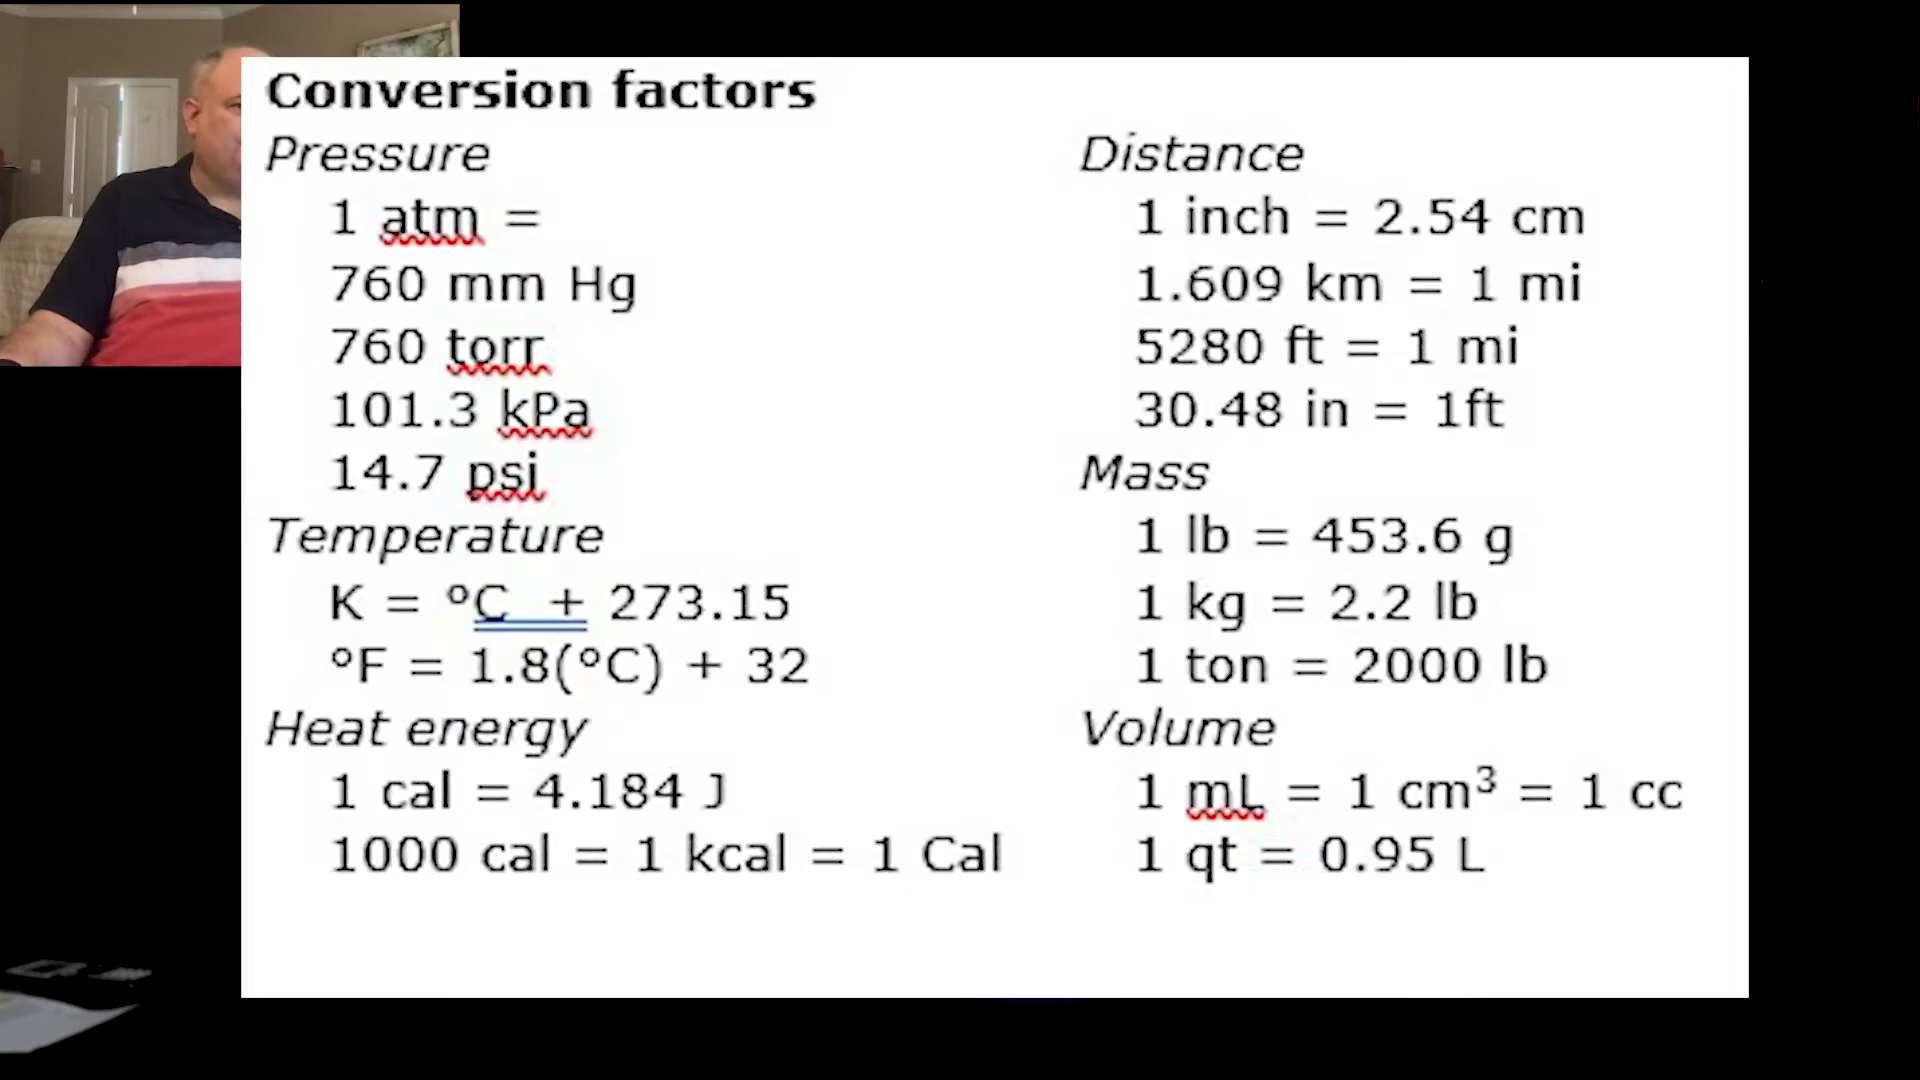 Conversion factors
Pressure
1 atm =
760 mm Hg
760 torr
101.3 kPa
14.7 psi
Temperature
K = °C + 273.15
°F = 1.8(°C) + 32
Heat energy
1 cal = 4.184 J
1000 cal = 1 kcal = 1 Cal
Distance
1 inch = 2.54 cm
1.609 km = 1 mi
5280 ft = 1 mi
30.48 in = 1ft
Mass
1 lb = 453.6 g
1 kg = 2.2 lb
1 ton = 2000 lb
Volume
1 mL = 1 cm³ = 1 cc
1 qt = 0.95 L